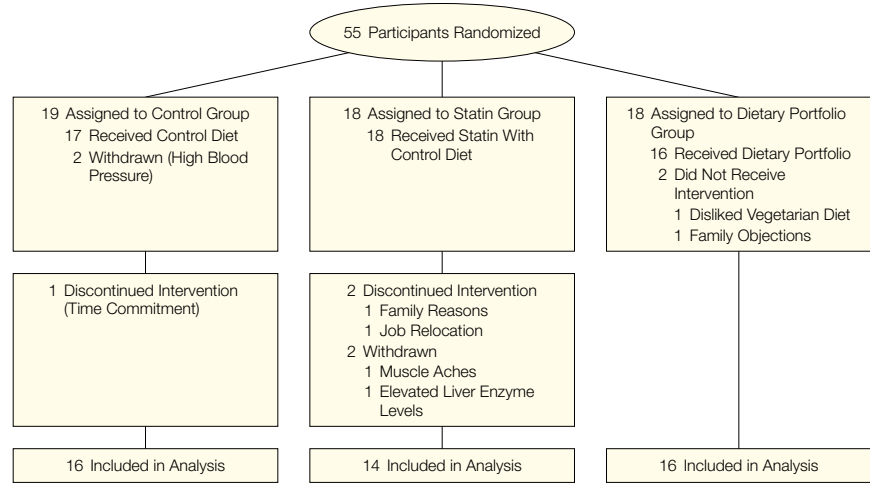 55 Participants Randomized
19 Assigned to Control Group
17 Received Control Diet
2 Withdrawn (High Blood
Pressure)
18 Assigned to Statin Group
18 Received Statin With
Control Diet
18 Assigned to Dietary Portfolio
Group
16 Received Dietary Portfolio
2 Did Not Receive
Intervention
1 Disliked Vegetarian Diet
1 Family Objections
1 Discontinued Intervention
(Time Commitment)
2 Discontinued Intervention
1 Family Reasons
1 Job Relocation
2 Withdrawn
1 Muscle Aches
1 Elevated Liver Enzyme
Levels
16 Included in Analysis
14 Included in Analysis
16 Included in Analysis